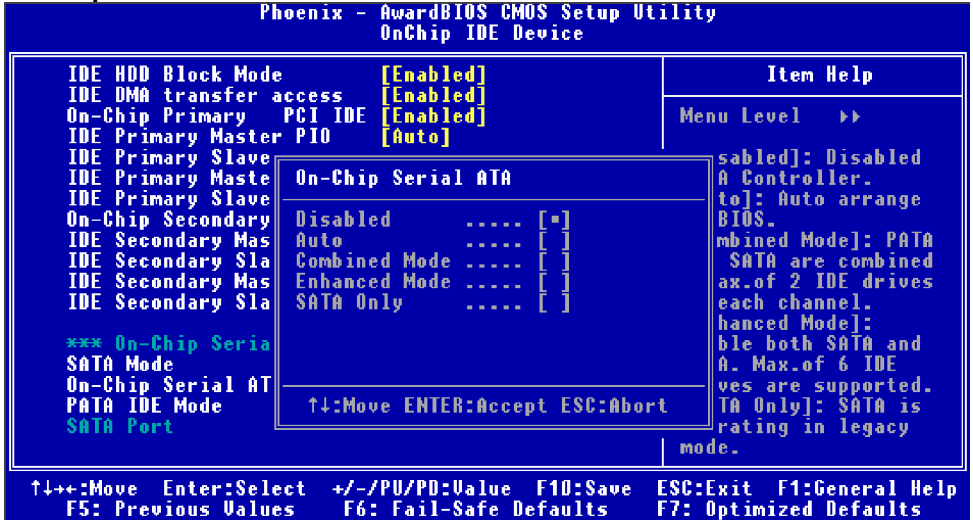 Phoenix - AwardBIOS CMOS Setup Utility
OnChip IDE Device
IDE HDD Block Mode [Enabled]
IDE DMA transfer access [Enabled]
On-Chip Primary PCI IDE [Enabled]
IDE Primary Master PIO [Auto]
IDE Primary Slave
IDE Primary Maste
IDE Primary Slave
On-Chip Secondary
IDE Secondary Mas
IDE Secondary Sla
IDE Secondary Mas
IDE Secondary Sla
*** On-Chip Seria
SATA Mode
On-Chip Serial AT
PATA IDE Mode
SATA Port
On-Chip Serial ATA
Disabled ..... [▪]
Auto ..... [ ]
Combined Mode ..... [ ]
Enhanced Mode ..... [ ]
SATA Only ..... [ ]
↑↓:Move ENTER:Accept ESC:Abort
Item Help
Menu Level ▸▸
sabled]: Disabled
A Controller.
to]: Auto arrange
BIOS.
mbined Mode]: PATA
SATA are combined
ax.of 2 IDE drives
each channel.
hanced Mode]:
ble both SATA and
A. Max.of 6 IDE
ves are supported.
TA Only]: SATA is
rating in legacy
mode.
↑↓→←:Move Enter:Select +/-/PU/PD:Value F10:Save ESC:Exit F1:General Help
F5: Previous Values F6: Fail-Safe Defaults F7: Optimized Defaults